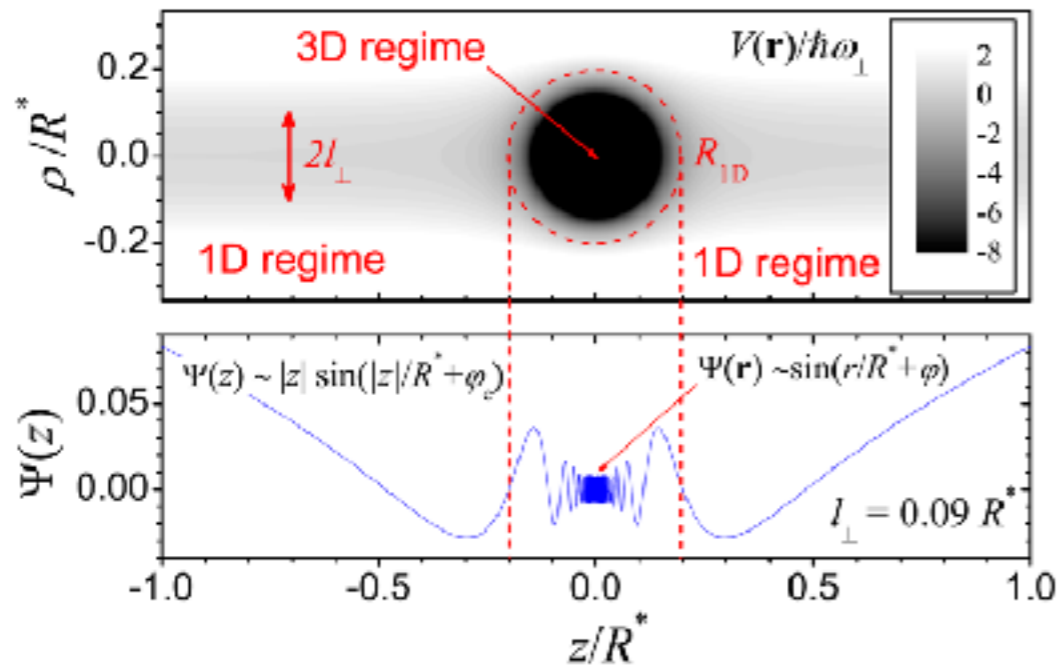 3D regime
V(r)/ħω⊥
0.2
0.0
-0.2
ρ/R*
2l⊥
R1D
1D regime
1D regime
2
0
-2
-4
-6
-8
Ψ(z) ~ |z| sin(|z|/R*+φe)
Ψ(r) ~sin(r/R*+φ)
0.05
0.00
Ψ(z)
l⊥ = 0.09 R*
-1.0 -0.5 0.0 0.5 1.0
z/R*